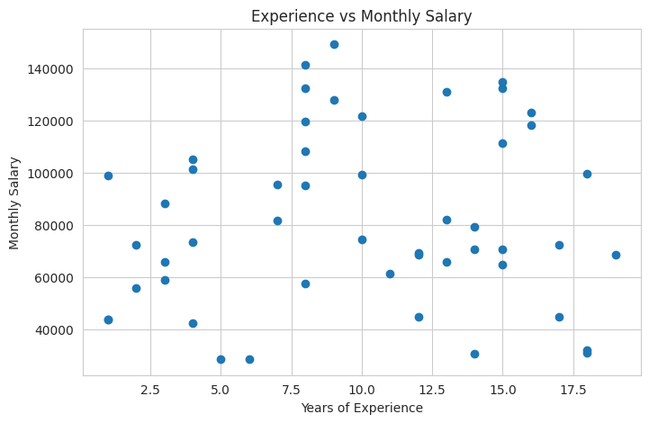 Experience vs Monthly Salary
140000
120000
100000
80000
60000
40000
Monthly Salary
2.5 5.0 7.5 10.0 12.5 15.0 17.5
Years of Experience